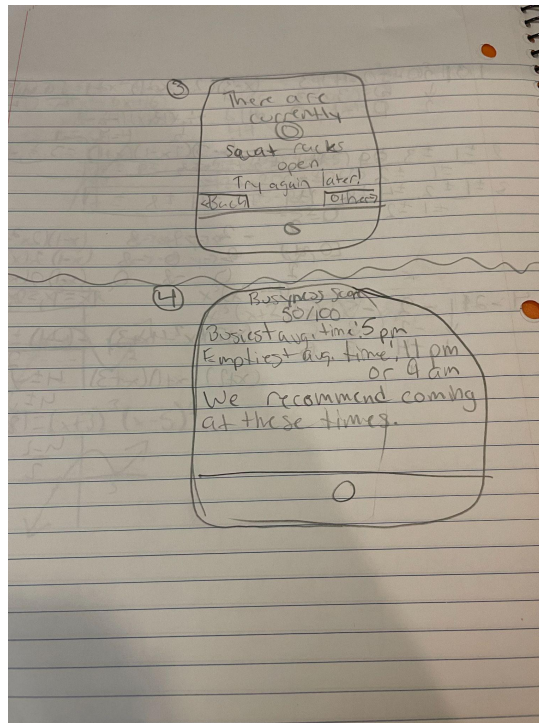 3
There are
currently
0
squat racks
open
Try again later!
<Back Other>
4
Busyness Score
50/100
Busiest avg. time: 5 pm
Emptiest avg. time: 11 pm
or 9 am
We recommend coming
at these times.